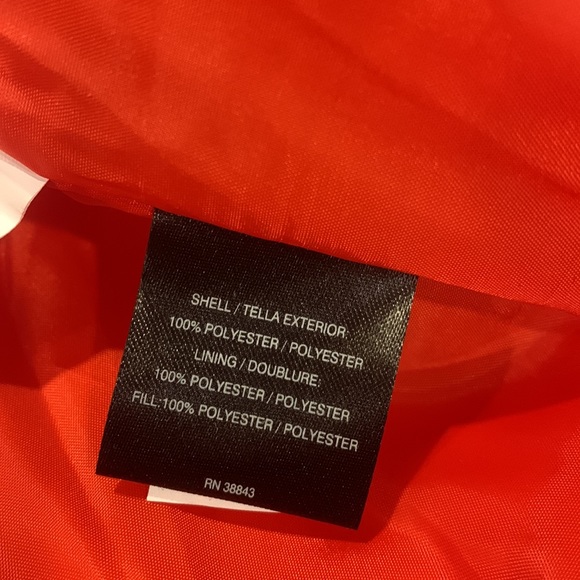 SHELL / TELLA EXTERIOR:
100% POLYESTER / POLYESTER
LINING / DOUBLURE:
100% POLYESTER / POLYESTER
FILL:100% POLYESTER / POLYESTER
RN 38843